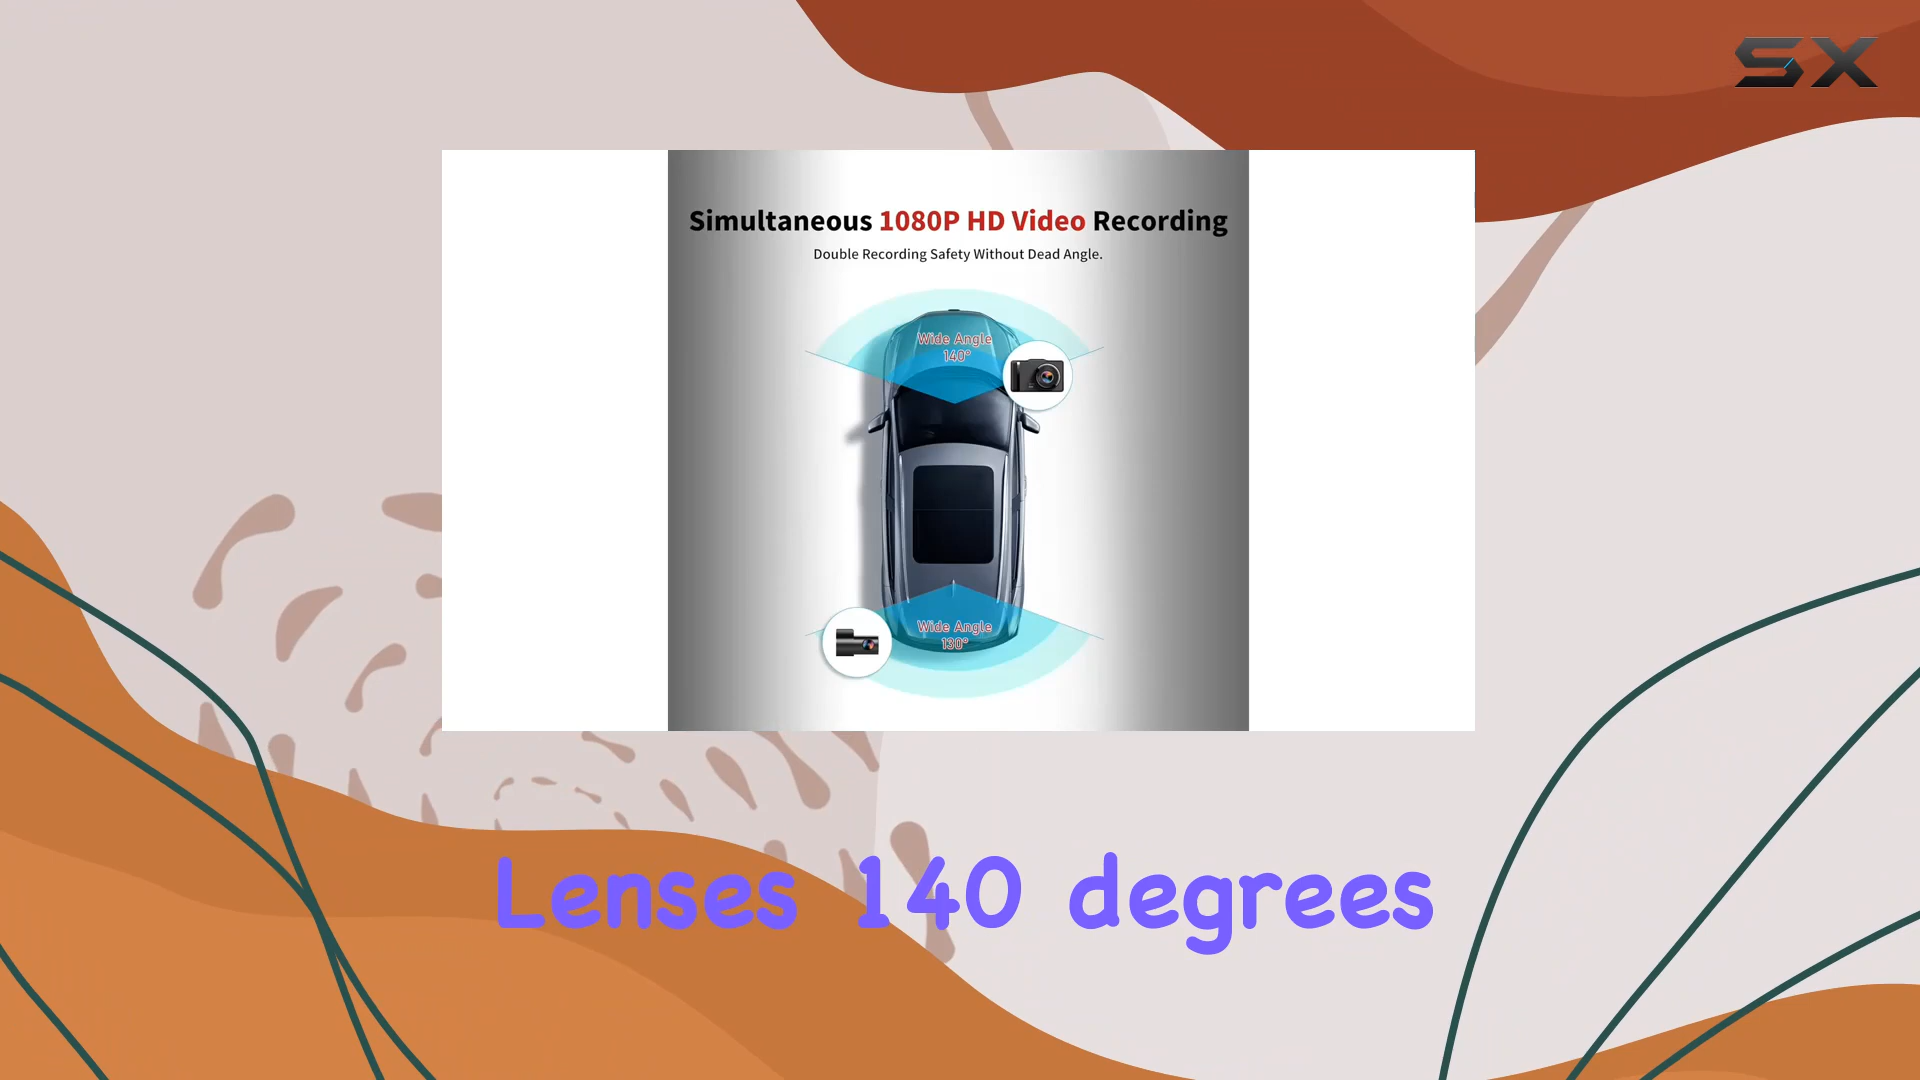 SX
Simultaneous 1080P HD Video Recording
Double Recording Safety Without Dead Angle.
Wide Angle
140°
Wide Angle
130°
Lenses 140 degrees